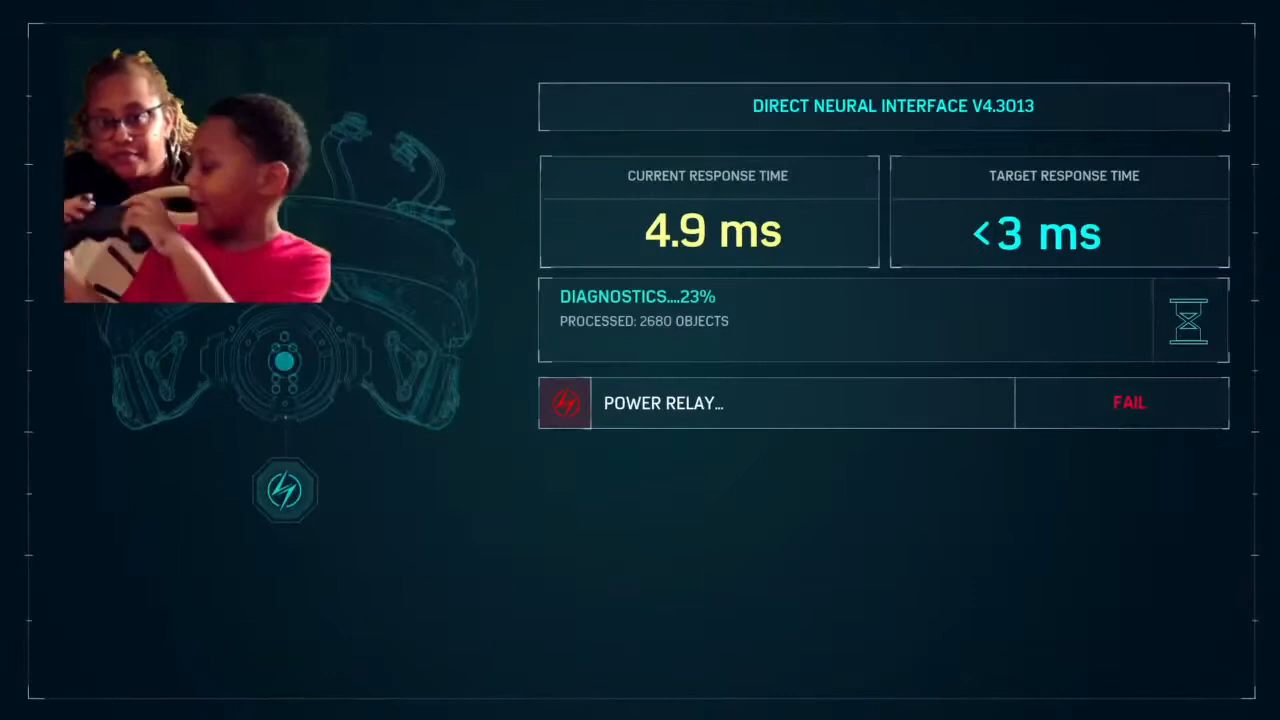 DIRECT NEURAL INTERFACE V4.3013
CURRENT RESPONSE TIME
TARGET RESPONSE TIME
4.9 ms
<3 ms
DIAGNOSTICS....23%
PROCESSED: 2680 OBJECTS
POWER RELAY...
FAIL